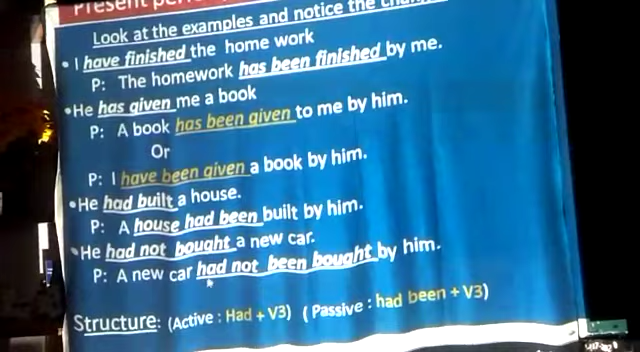 Present
Look at the examples and notice the
• I have finished the home work
P: The homework has been finished by me.
• He has given me a book
P: A book has been given to me by him.
Or
P: I have been given a book by him.
• He had built a house.
P: A house had been built by him.
• He had not bought a new car.
P: A new car had not been bought by him.
Structure: (Active : Had + V3) ( Passive : had been + V3)